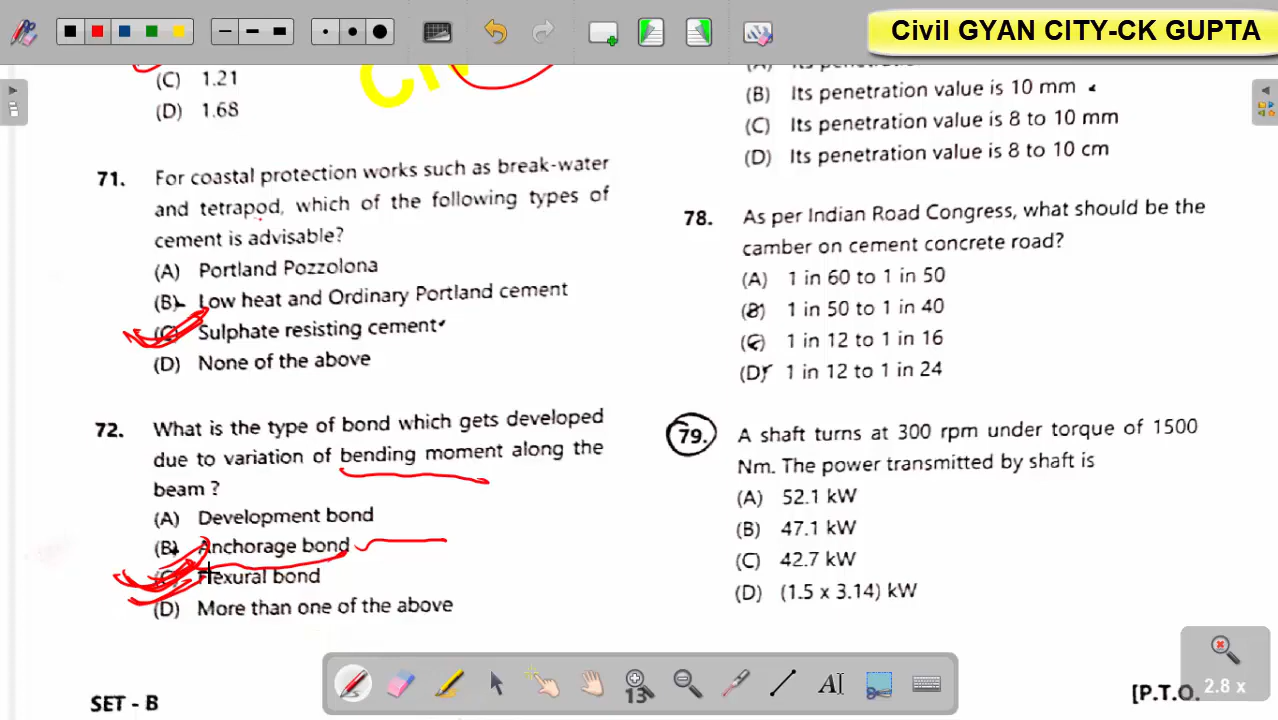 Civil GYAN CITY-CK GUPTA
(C) 1.21
(D) 1.68
71. For coastal protection works such as break-water
and tetrapod, which of the following types of
cement is advisable?
(A) Portland Pozzolona
(B) Low heat and Ordinary Portland cement
(C) Sulphate resisting cement
(D) None of the above
72. What is the type of bond which gets developed
due to variation of bending moment along the
beam ?
(A) Development bond
(B) Anchorage bond
(C) Flexural bond
(D) More than one of the above
SET - B
(B) Its penetration value is 10 mm
(C) Its penetration value is 8 to 10 mm
(D) Its penetration value is 8 to 10 cm
78. As per Indian Road Congress, what should be the
camber on cement concrete road?
(A) 1 in 60 to 1 in 50
(B) 1 in 50 to 1 in 40
(C) 1 in 12 to 1 in 16
(D) 1 in 12 to 1 in 24
79. A shaft turns at 300 rpm under torque of 1500
Nm. The power transmitted by shaft is
(A) 52.1 kW
(B) 47.1 kW
(C) 42.7 kW
(D) (1.5 x 3.14) kW
[P.T.O.
13
2.8 x